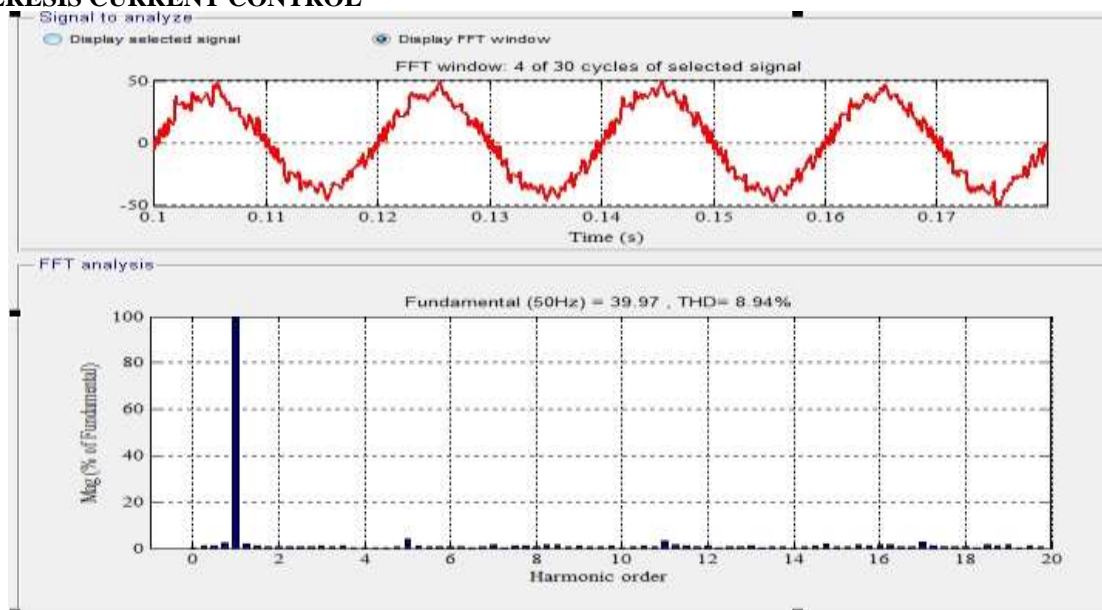 ERESIS CURRENT CONTROL
Signal to analyze
Display selected signal Display FFT window
FFT window: 4 of 30 cycles of selected signal
50
0
-50
0.1 0.11 0.12 0.13 0.14 0.15 0.16 0.17
Time (s)
FFT analysis
Fundamental (50Hz) = 39.97 , THD= 8.94%
100
80
60
40
20
0
Mag (% of Fundamental)
0 2 4 6 8 10 12 14 16 18 20
Harmonic order